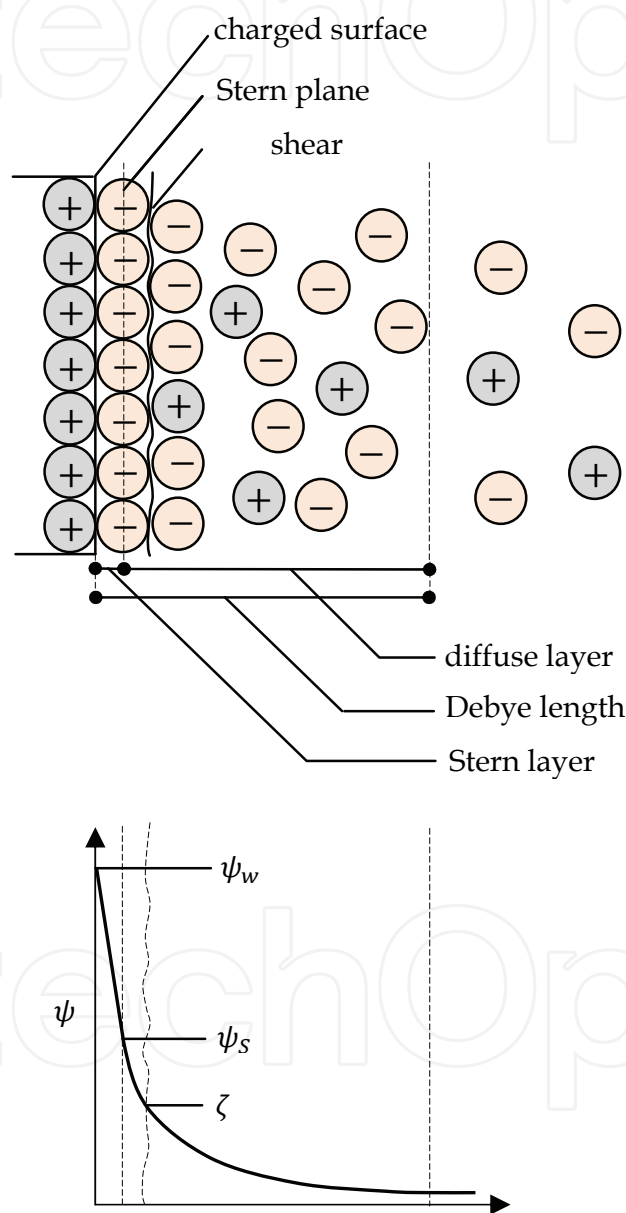 charged surface
Stern plane
shear
+ − −
− −
+ − −
+
+ − −
−
−
+ − − −
+
+ − +
+ − + −
−
+ − −
+
+ − − + − −
diffuse layer
Debye length
Stern layer
ψw
ψ
ψS
ζ